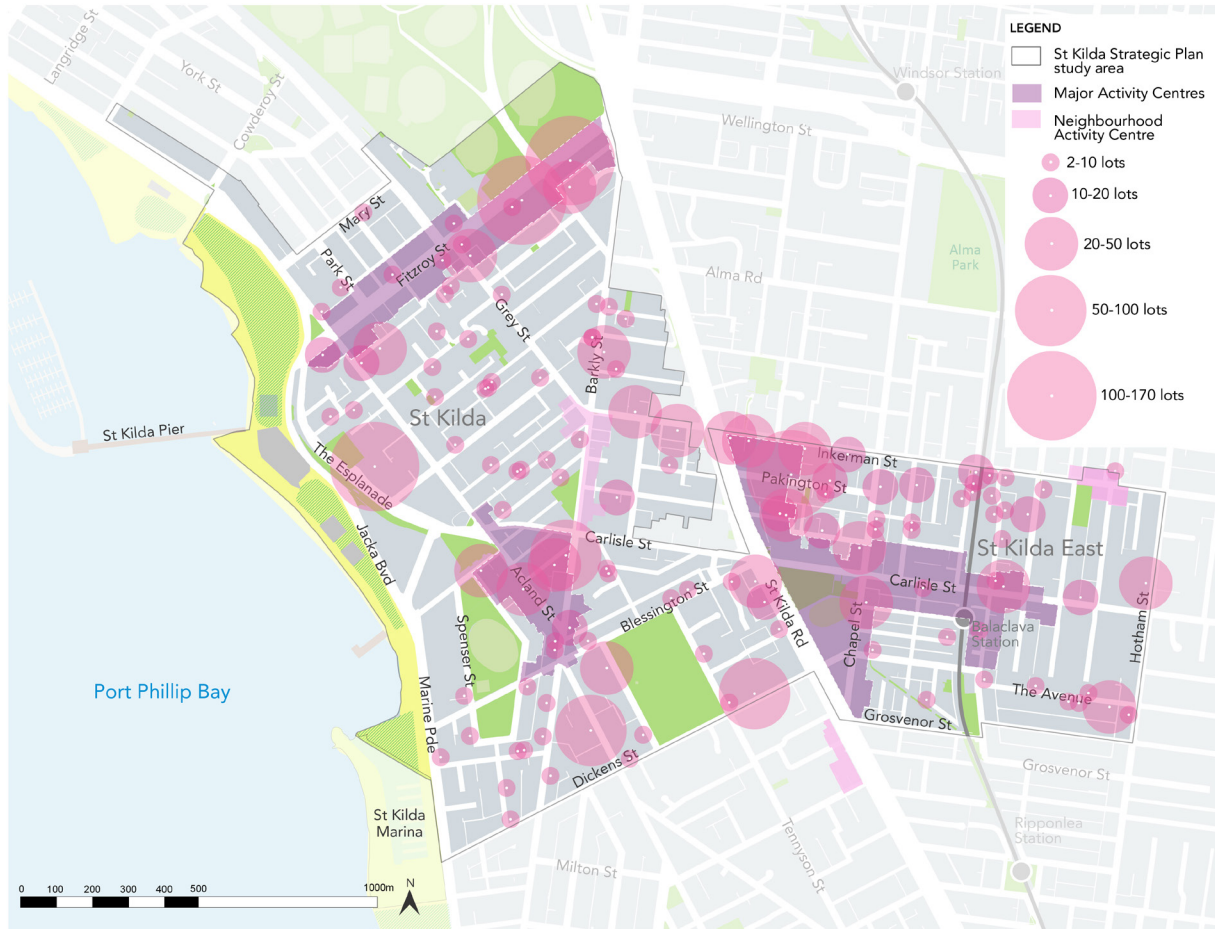 LEGEND
St Kilda Strategic Plan
study area
Major Activity Centres
Neighbourhood
Activity Centre
2-10 lots
10-20 lots
20-50 lots
50-100 lots
100-170 lots
Langridge St
York St
Cowderoy St
Windsor Station
Wellington St
Mary St
Park St
Fitzroy St
Alma Rd
Alma
Park
Grey St
Barkly St
St Kilda
St Kilda Pier
The Esplanade
Inkerman St
Pakington St
Jacka Bvd
Carlisle St
St Kilda East
Acland St
Carlisle St
Blessington St
St Kilda Rd
Chapel St
Balaclava
Station
Hotham St
Spenser St
Port Phillip Bay
Marine Pde
The Avenue
Grosvenor St
Dickens St
Grosvenor St
St Kilda
Marina
Tennyson St
Ripponlea
Station
Milton St
0 100 200 300 400 500 1000m
N